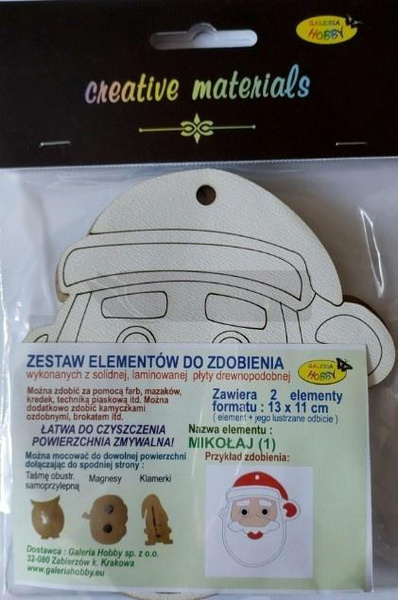 GALERIA
HOBBY
creative materials
ZESTAW ELEMENTÓW DO ZDOBIENIA
wykonanych z solidnej, laminowanej płyty drewnopodobnej
GALERIA
HOBBY
Można zdobić za pomocą farb, mazaków,
kredek, techniką piaskową itd. Można
dodatkowo zdobić kamyczkami
ozdobnymi, brokatem itd.
ŁATWA DO CZYSZCZENIA
POWIERZCHNIA ZMYWALNA!
Można mocować do dowolnej powierzchni
dołączając do spodniej strony :
Taśmę obustr.
samoprzylepną
Magnesy
Klamerki
Zawiera 2 elementy
formatu : 13 x 11 cm
( element + jego lustrzane odbicie )
Nazwa elementu :
MIKOŁAJ (1)
Przykład zdobienia:
Dostawca : Galeria Hobby sp. z o.o.
32-080 Zabierzów k. Krakowa
www.galeriahobby.eu